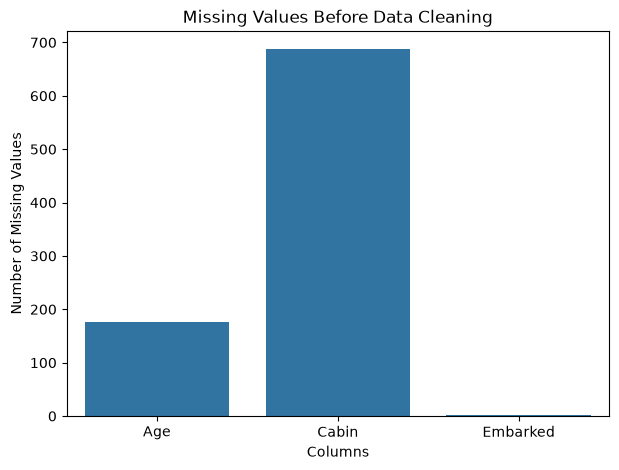 Missing Values Before Data Cleaning
700
600
500
400
300
200
100
0
Number of Missing Values
Age Cabin Embarked
Columns